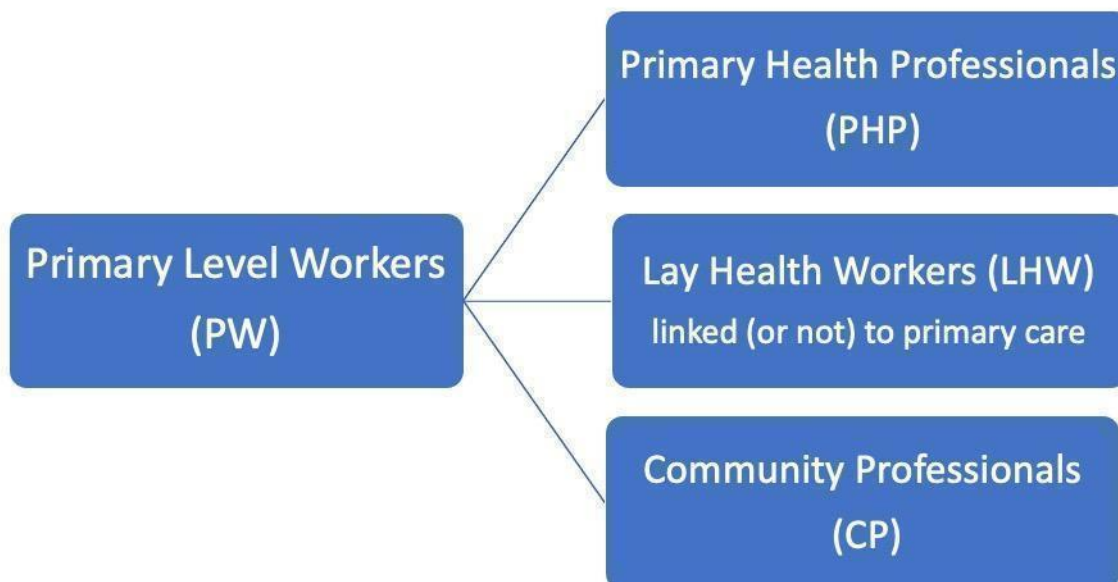 Primary Health Professionals
(PHP)
Primary Level Workers
(PW)
Lay Health Workers (LHW)
linked (or not) to primary care
Community Professionals
(CP)